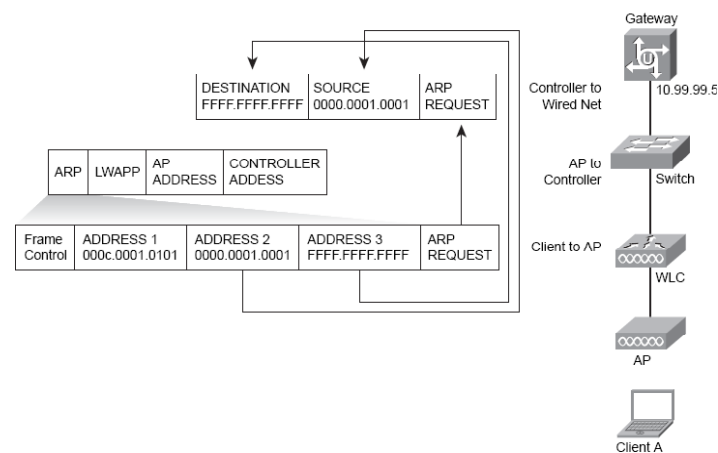 Gateway
DESTINATION
FFFF.FFFF.FFFF
SOURCE
0000.0001.0001
ARP
REQUEST
Controller to
Wired Net
10.99.99.5
ARP
LWAPP
AP
ADDRESS
CONTROLLER
ADDESS
AP to
Controller
Switch
Frame
Control
ADDRESS 1
000c.0001.0101
ADDRESS 2
0000.0001.0001
ADDRESS 3
FFFF.FFFF.FFFF
ARP
REQUEST
Client to AP
WLC
AP
Client A
U